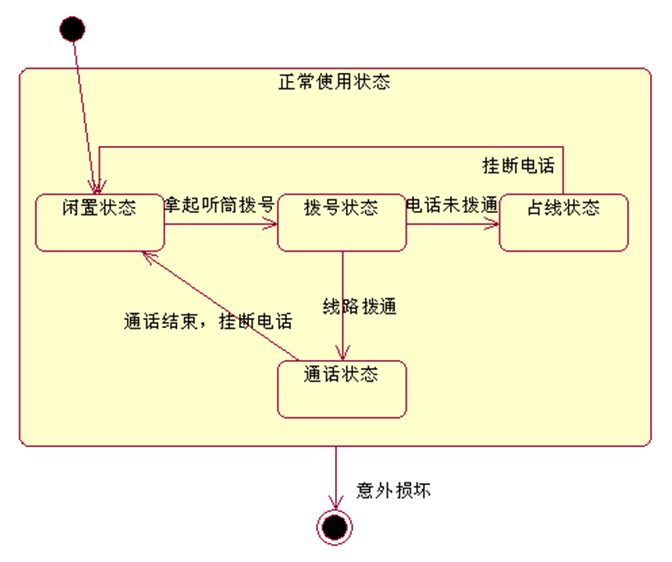 正常使用状态
挂断电话
闲置状态
拿起听筒拨号
拨号状态
电话未拨通
占线状态
线路拨通
通话结束，挂断电话
通话状态
意外损坏